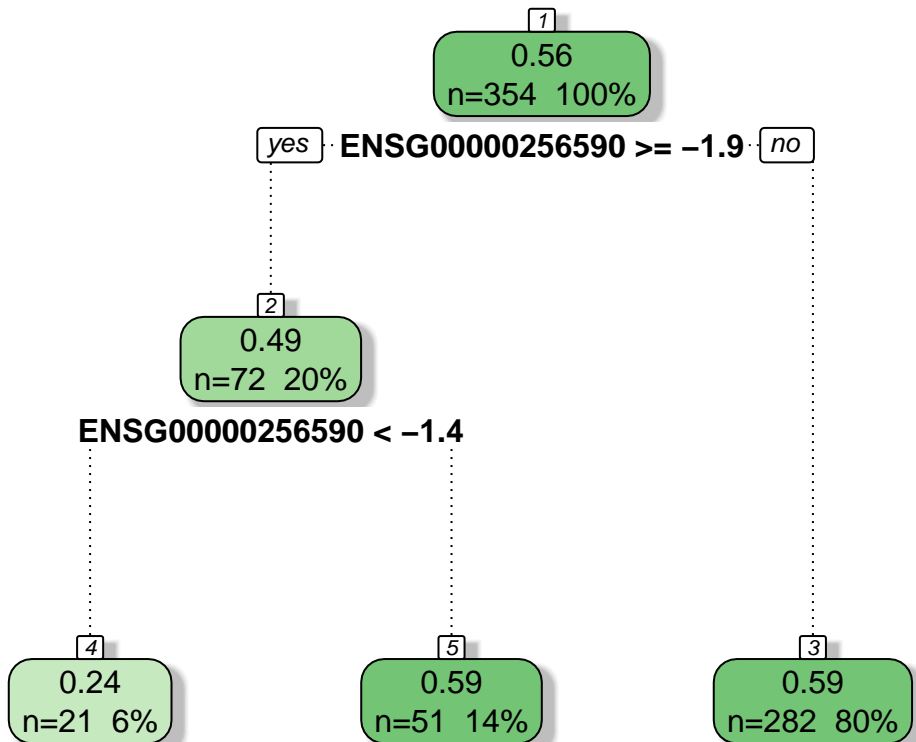 1
0.56
n=354 100%
yes ENSG00000256590 >= −1.9 no
2
0.49
n=72 20%
ENSG00000256590 < −1.4
4
0.24
n=21 6%
5
0.59
n=51 14%
3
0.59
n=282 80%